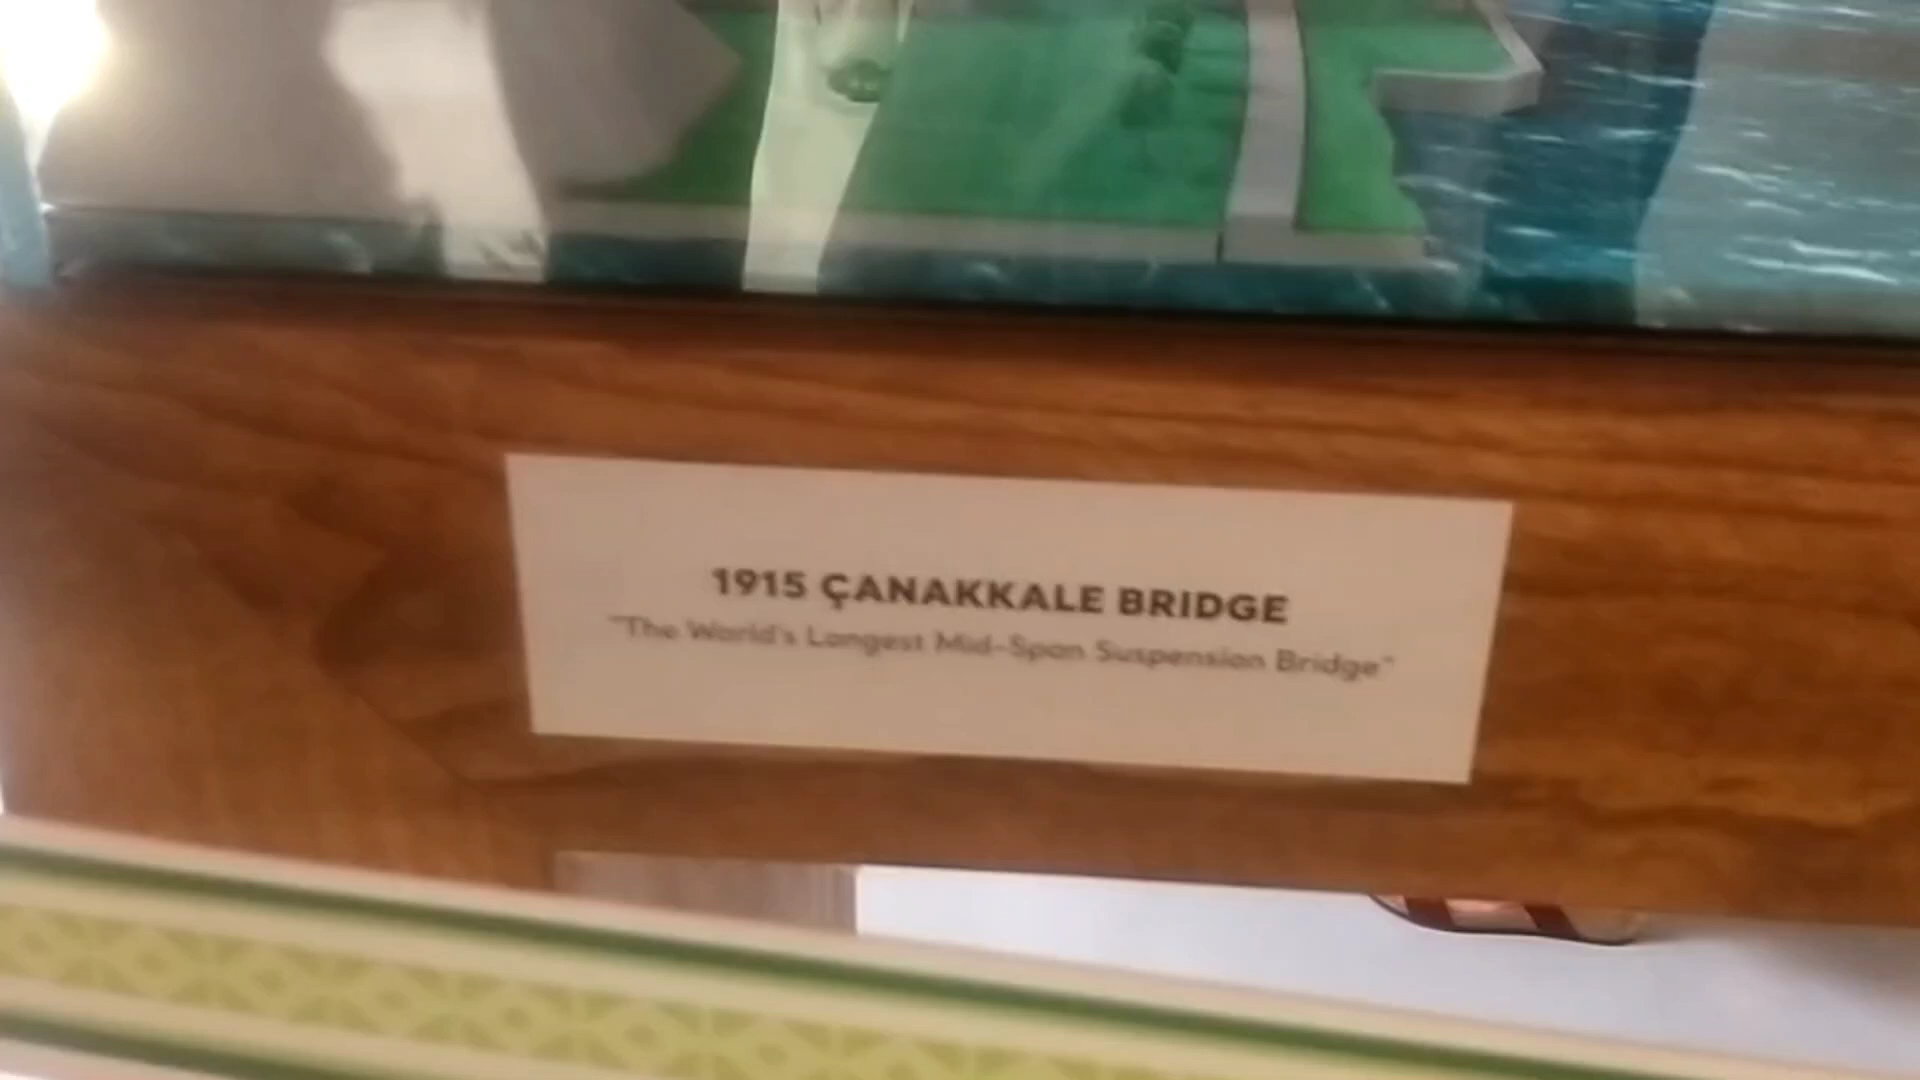 1915 ÇANAKKALE BRIDGE
"The World's Longest Mid-Span Suspension Bridge"